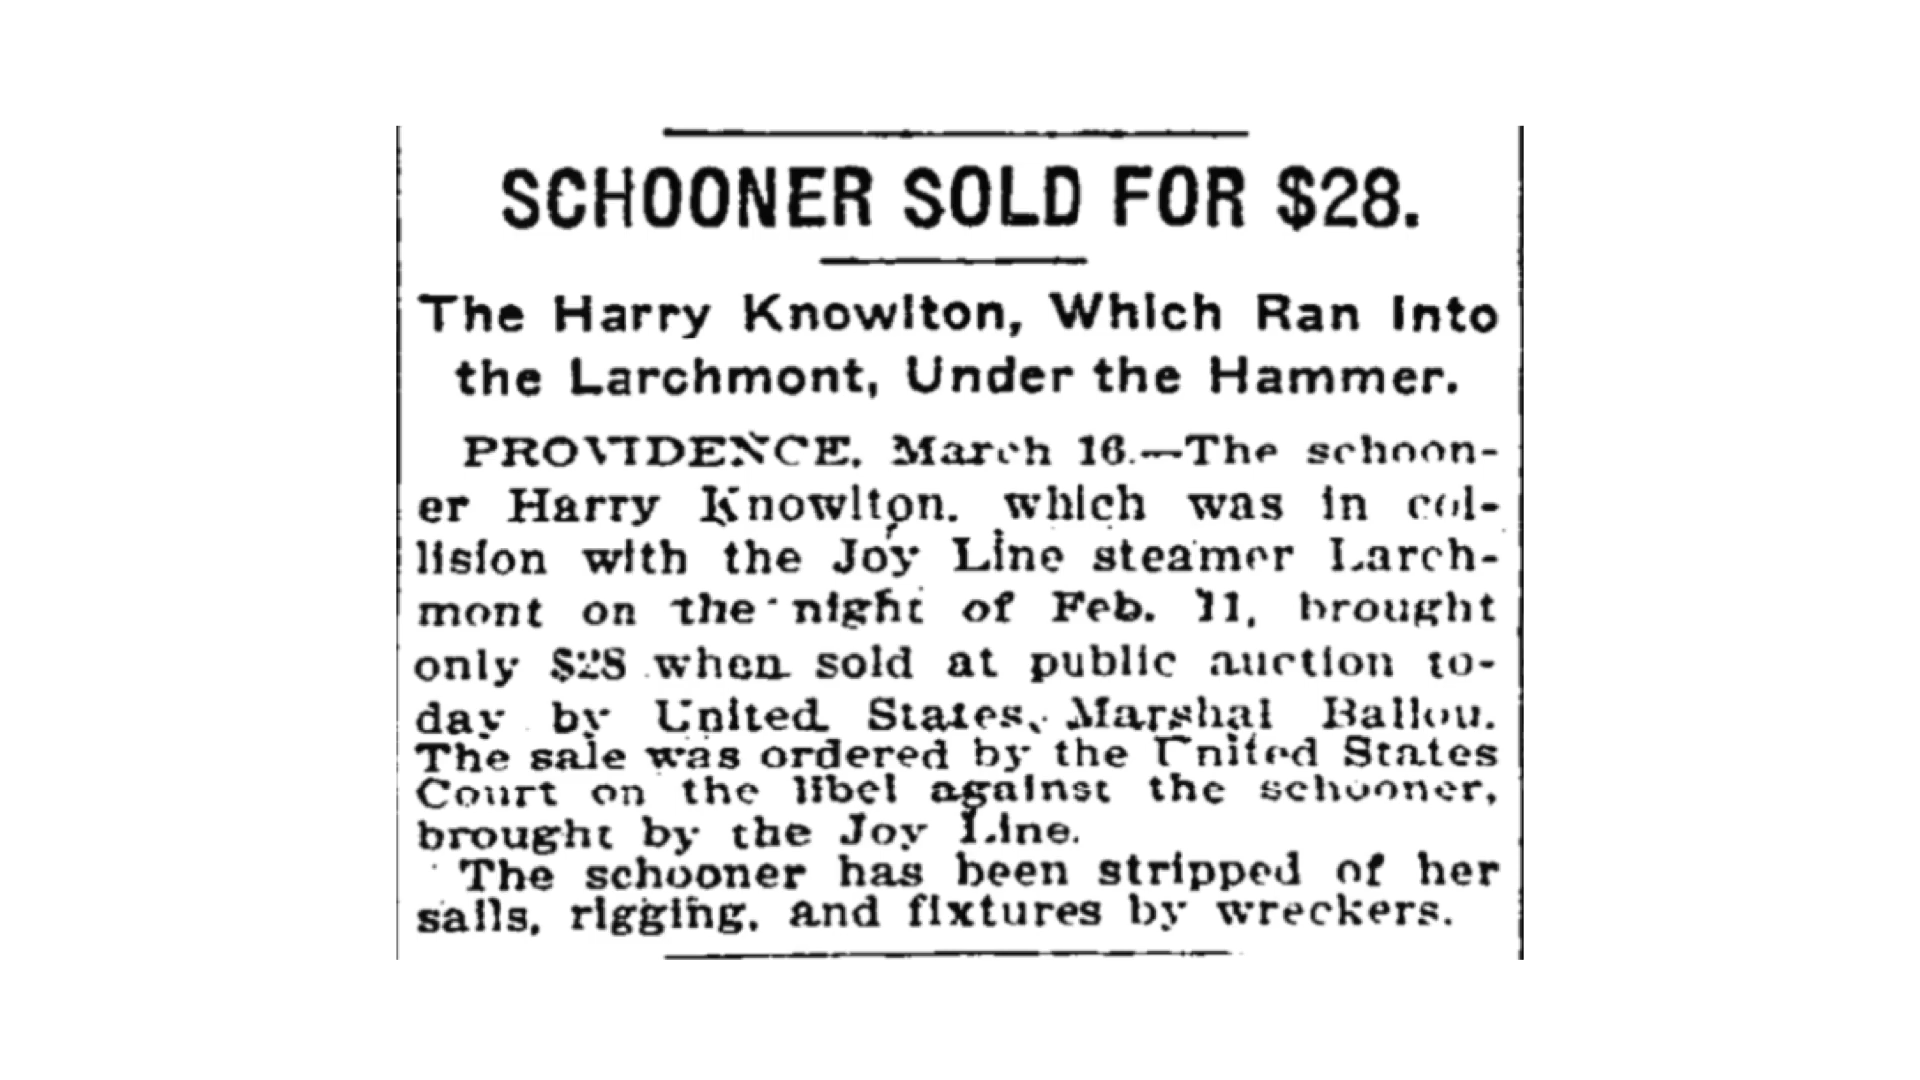 SCHOONER SOLD FOR $28.
The Harry Knowlton, Which Ran Into
the Larchmont, Under the Hammer.
PROVIDENCE, March 16.—The schoon-
er Harry Knowlton, which was in col-
lision with the Joy Line steamer Larch-
mont on the night of Feb. 11, brought
only $28 when sold at public auction to-
day by United States, Marshal Ballou.
The sale was ordered by the United States
Court on the libel against the schooner,
brought by the Joy Line.
The schooner has been stripped of her
sails, rigging, and fixtures by wreckers.